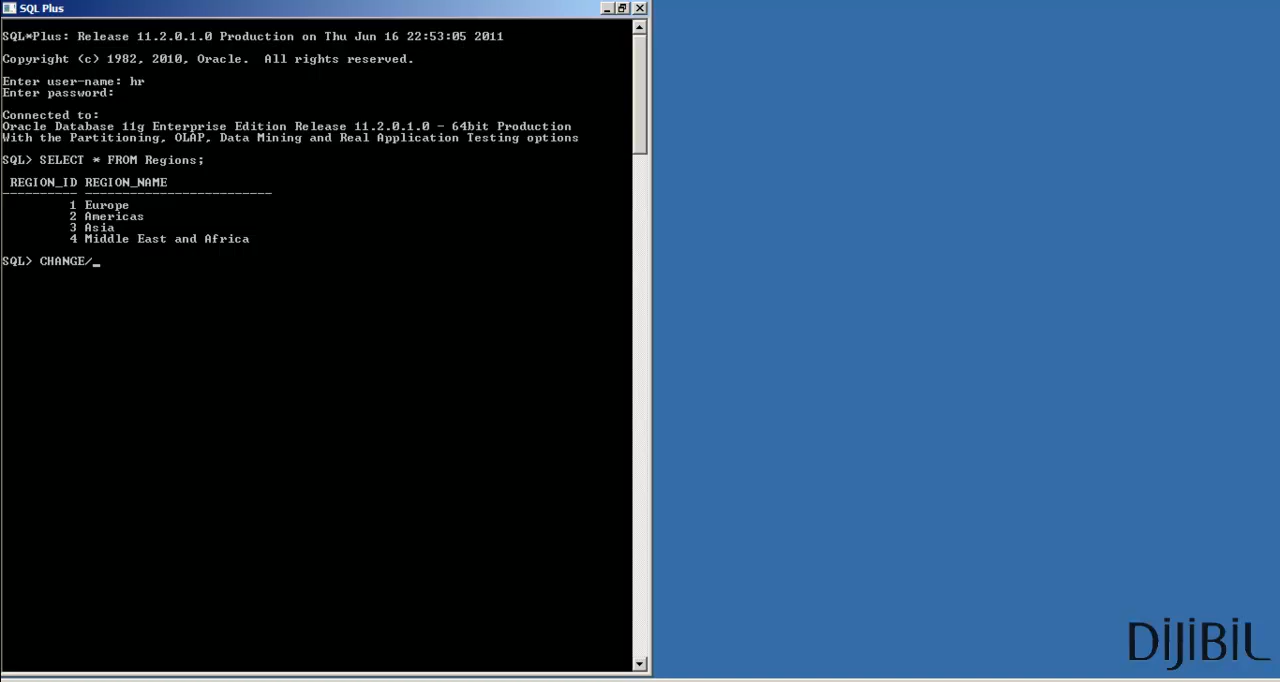 SQL Plus
SQL*Plus: Release 11.2.0.1.0 Production on Thu Jun 16 22:53:05 2011
Copyright (c) 1982, 2010, Oracle.  All rights reserved.
Enter user-name: hr
Enter password:
Connected to:
Oracle Database 11g Enterprise Edition Release 11.2.0.1.0 - 64bit Production
With the Partitioning, OLAP, Data Mining and Real Application Testing options
SQL> SELECT * FROM Regions;
REGION_ID REGION_NAME
---------- -------------------------
1 Europe
2 Americas
3 Asia
4 Middle East and Africa
SQL> CHANGE/_
DiJiBiL